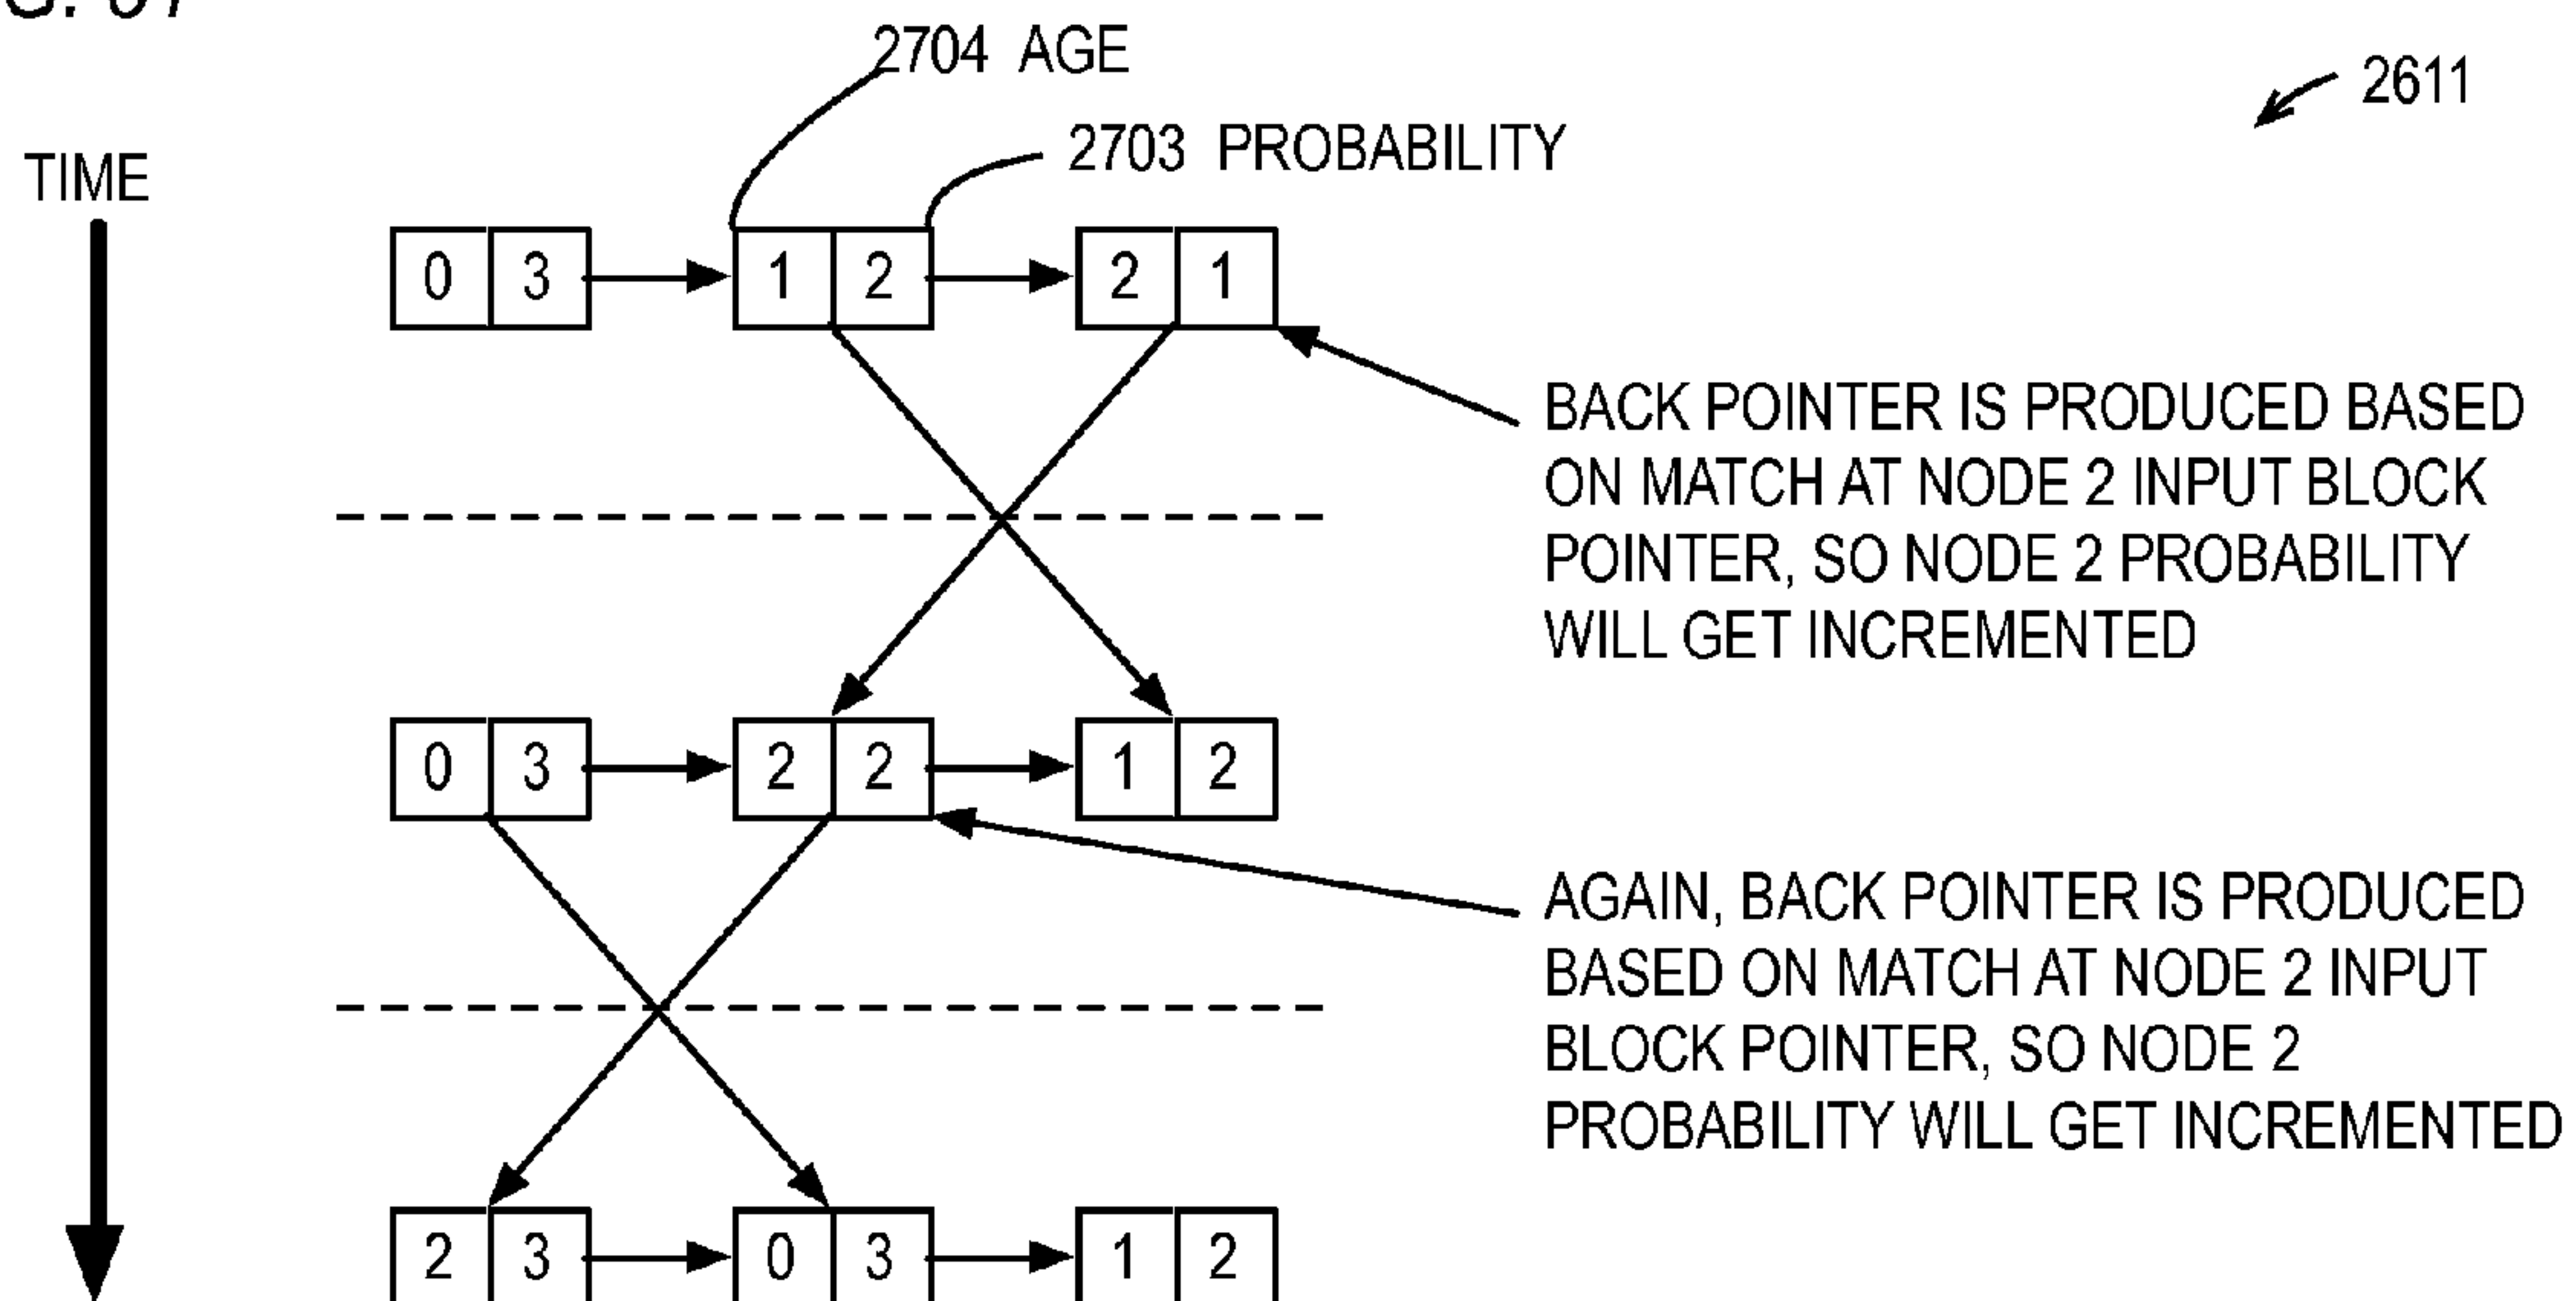 2704 AGE
2611
2703 PROBABILITY
TIME
0 3 1 2 2 1
BACK POINTER IS PRODUCED BASED
ON MATCH AT NODE 2 INPUT BLOCK
POINTER, SO NODE 2 PROBABILITY
WILL GET INCREMENTED
0 3 2 2 1 2
AGAIN, BACK POINTER IS PRODUCED
BASED ON MATCH AT NODE 2 INPUT
BLOCK POINTER, SO NODE 2
PROBABILITY WILL GET INCREMENTED
2 3 0 3 1 2